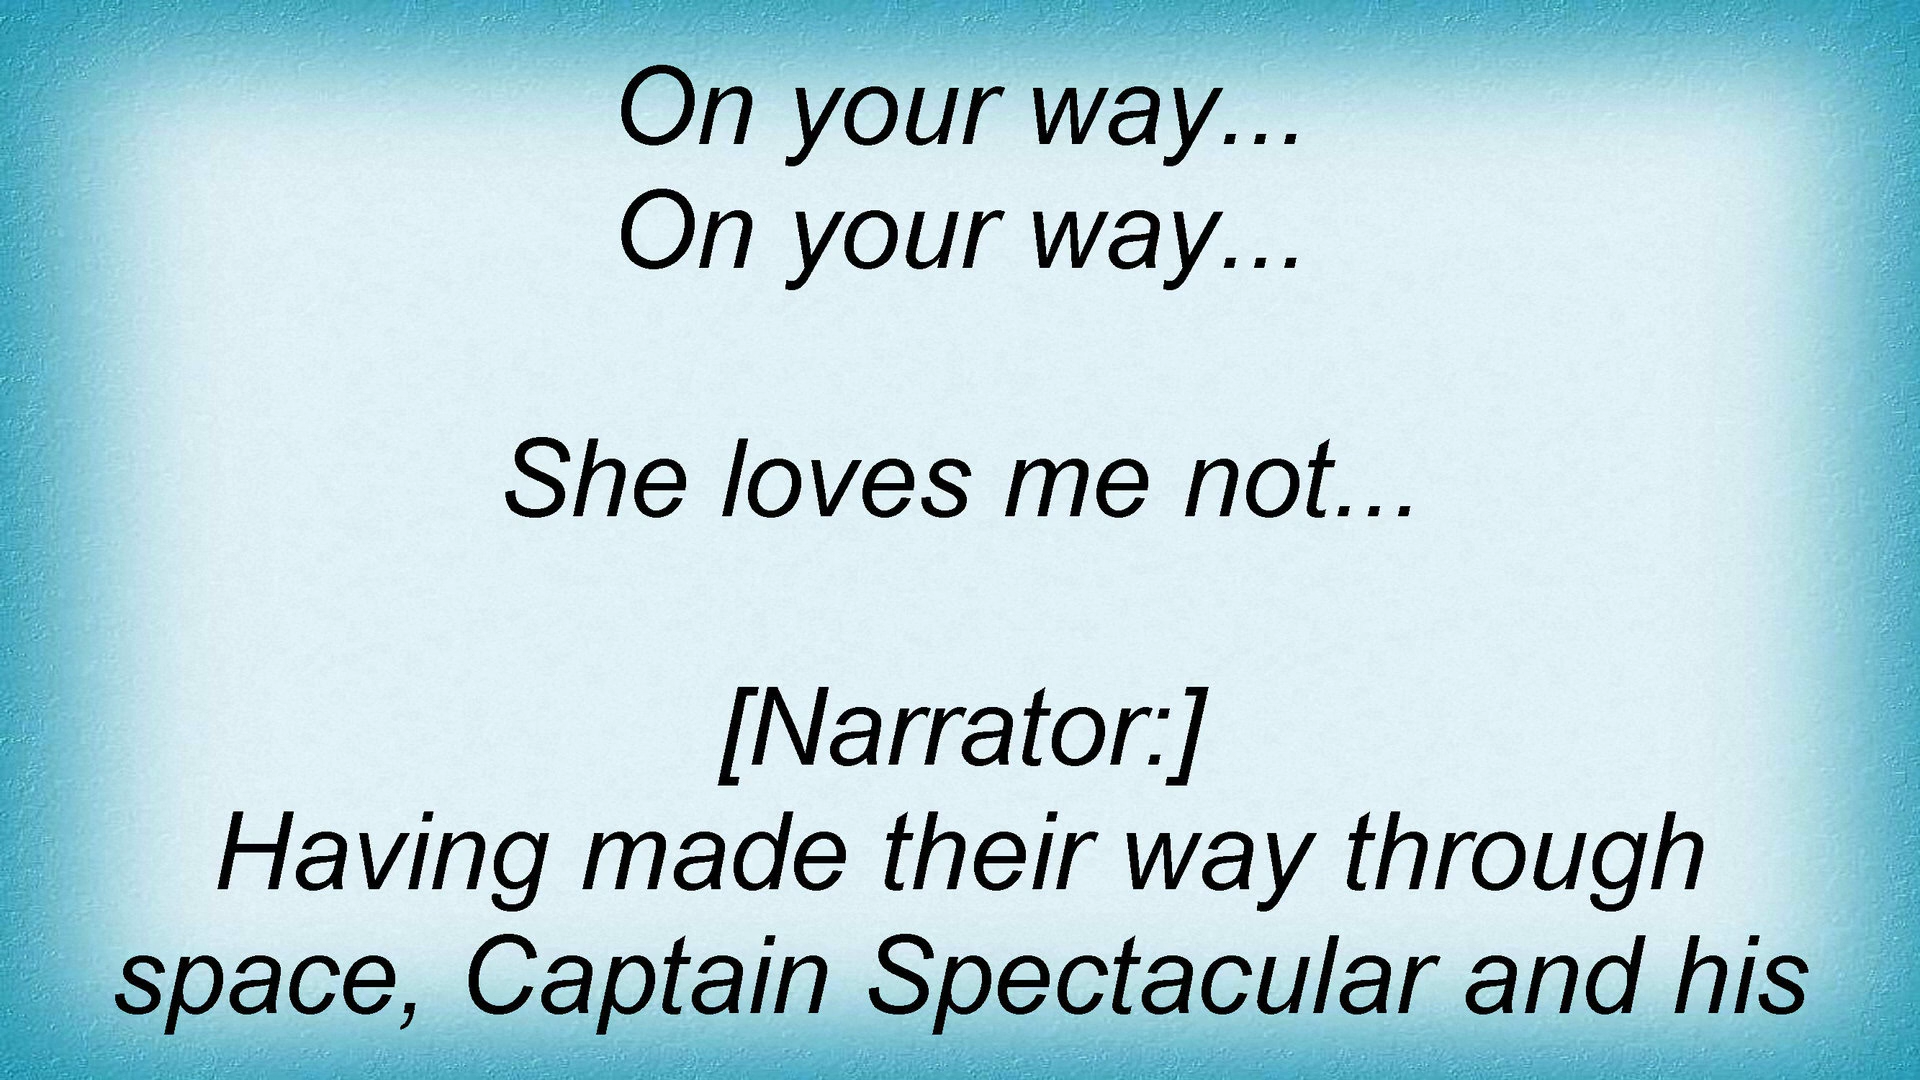 On your way...
On your way...
She loves me not...
[Narrator:]
Having made their way through
space, Captain Spectacular and his